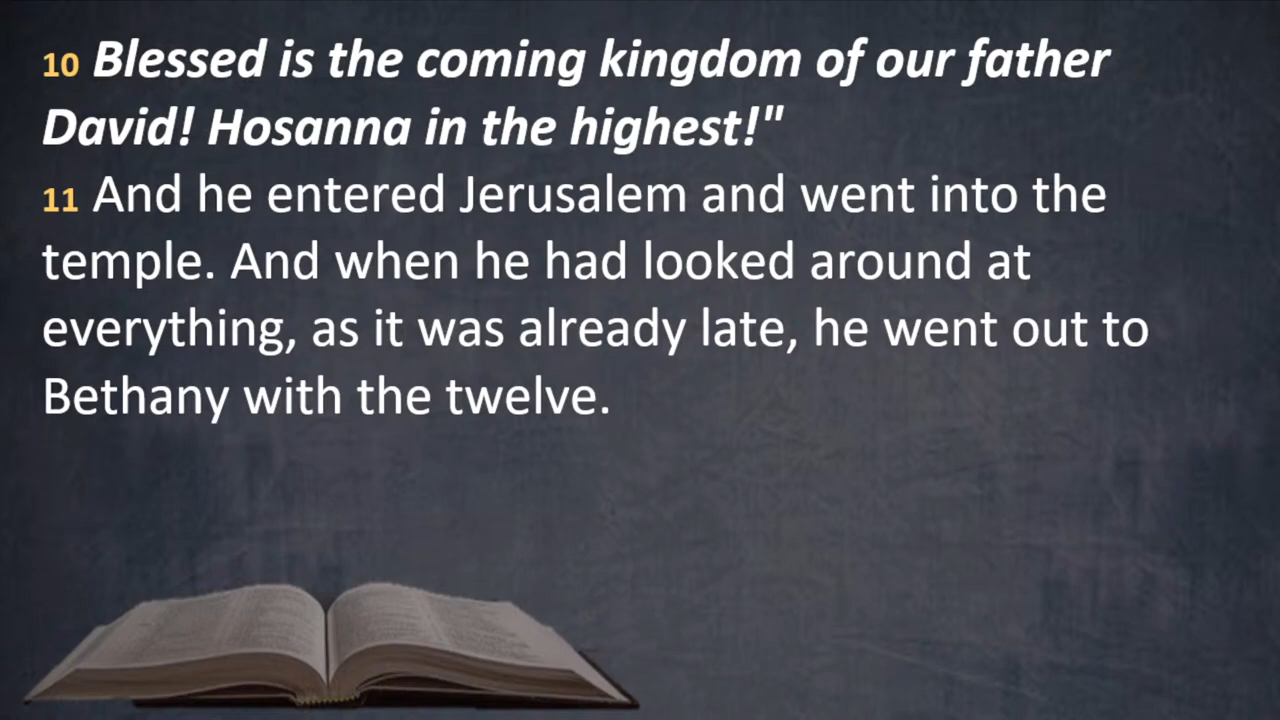 10 Blessed is the coming kingdom of our father
David! Hosanna in the highest!"
11 And he entered Jerusalem and went into the
temple. And when he had looked around at
everything, as it was already late, he went out to
Bethany with the twelve.